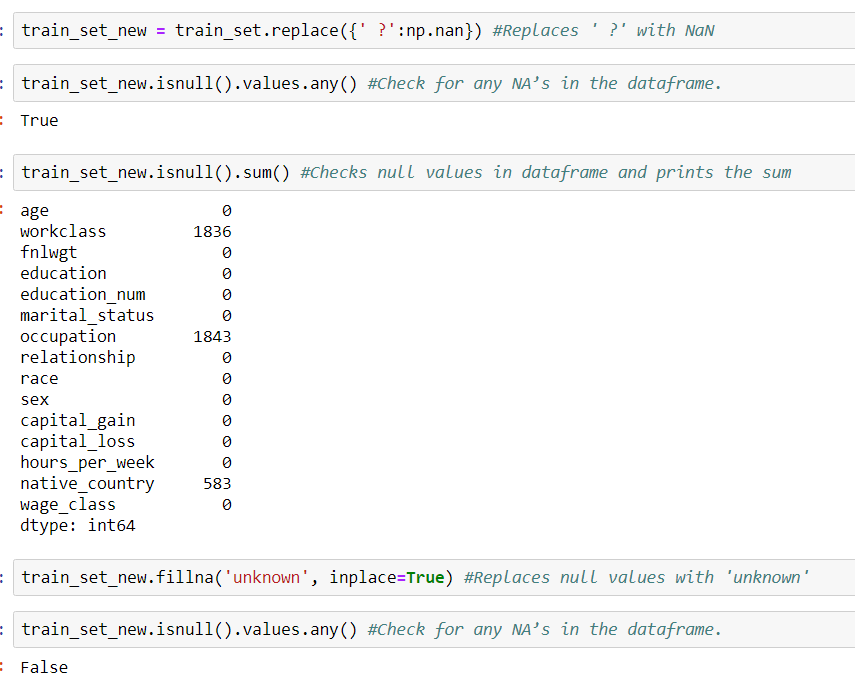 : train_set_new = train_set.replace({' ?':np.nan}) #Replaces ' ?' with NaN
: train_set_new.isnull().values.any() #Check for any NA’s in the dataframe.
: True
: train_set_new.isnull().sum() #Checks null values in dataframe and prints the sum
: age 0
workclass 1836
fnlwgt 0
education 0
education_num 0
marital_status 0
occupation 1843
relationship 0
race 0
sex 0
capital_gain 0
capital_loss 0
hours_per_week 0
native_country 583
wage_class 0
dtype: int64
: train_set_new.fillna('unknown', inplace=True) #Replaces null values with 'unknown'
: train_set_new.isnull().values.any() #Check for any NA’s in the dataframe.
: False